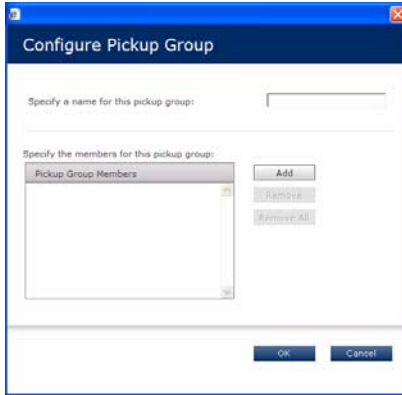 Configure Pickup Group
Specify a name for this pickup group:
Specify the members for this pickup group:
Pickup Group Members
Add
Remove
Remove All
OK
Cancel